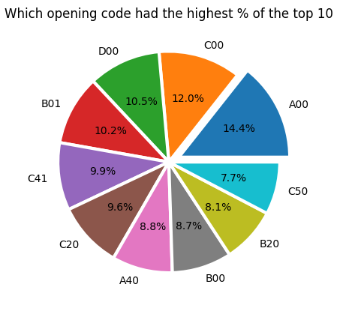 Which opening code had the highest % of the top 10
C00
D00
A00
12.0%
10.5%
14.4%
B01
10.2%
C41
9.9%
7.7%
C50
9.6%
8.1%
8.8%
8.7%
C20
B20
A40
B00